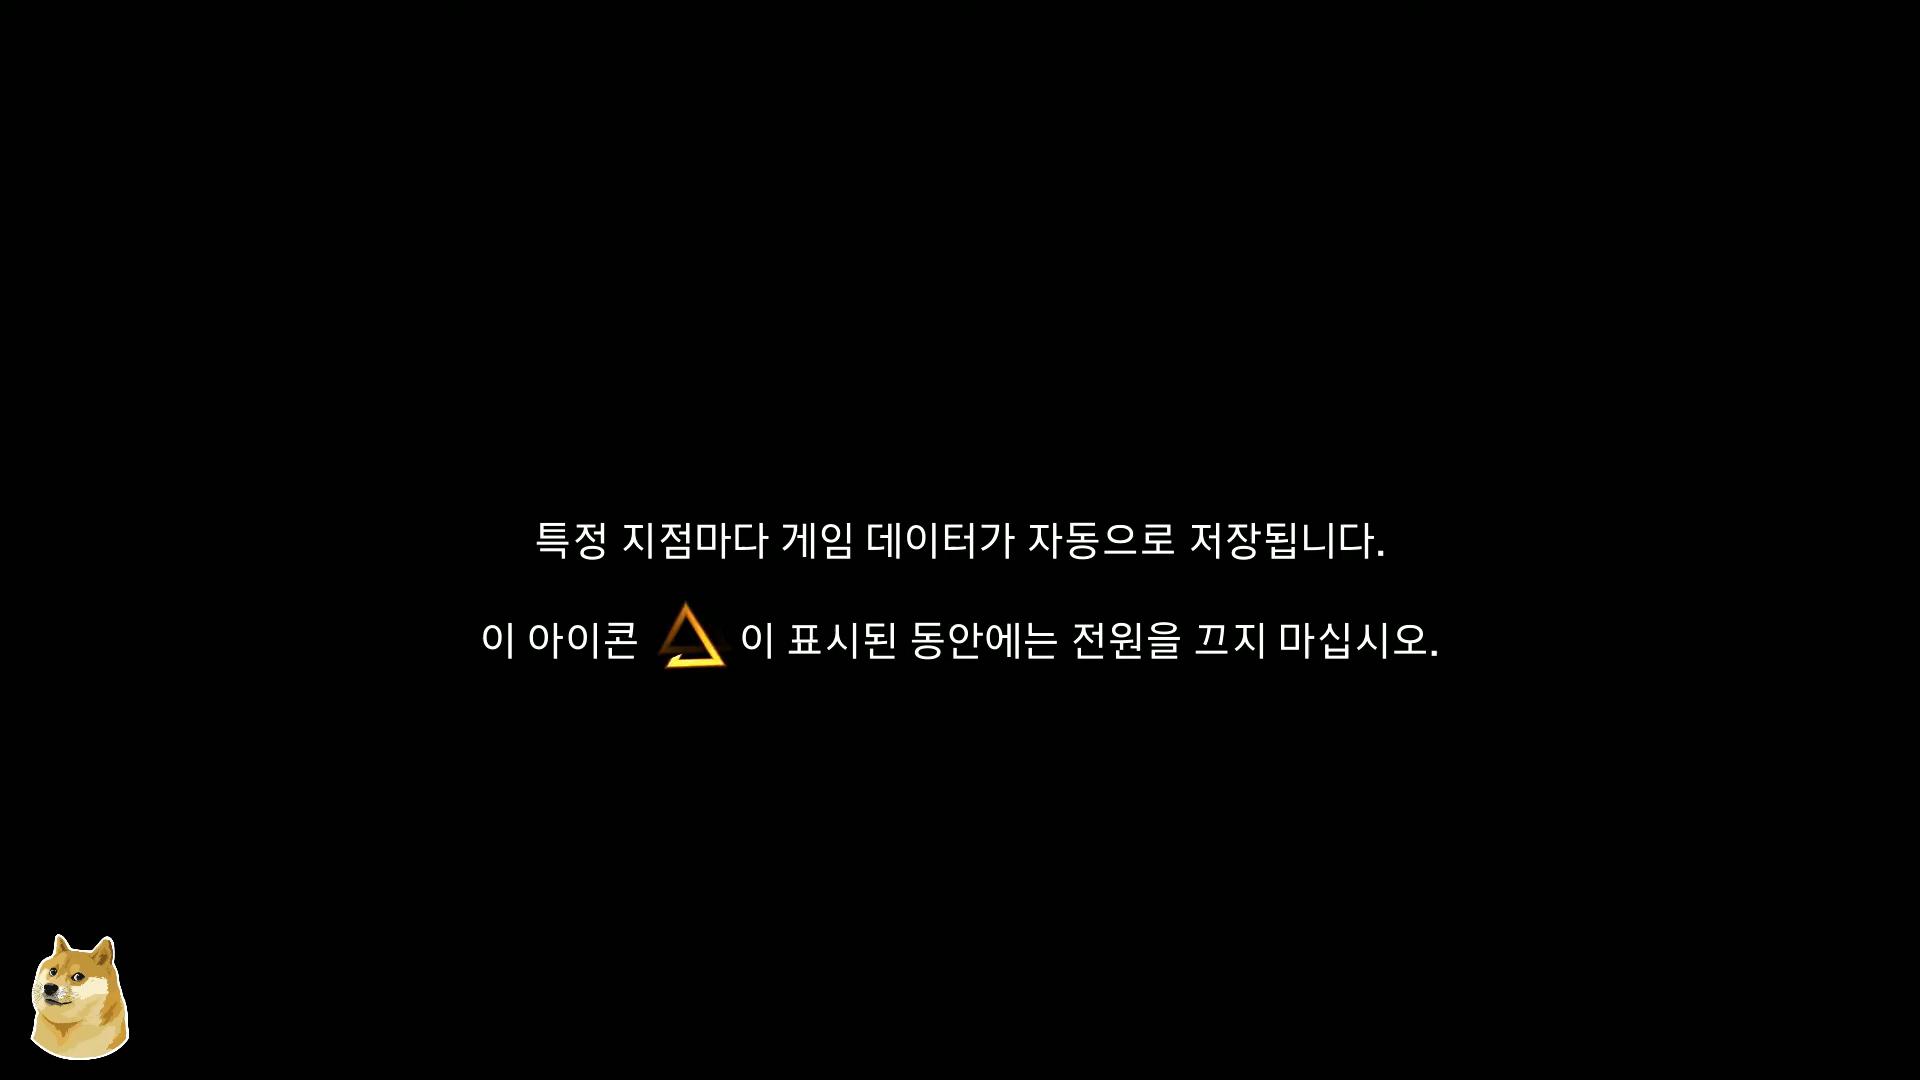 특정 지점마다 게임 데이터가 자동으로 저장됩니다.
이 아이콘 이 표시된 동안에는 전원을 끄지 마십시오.